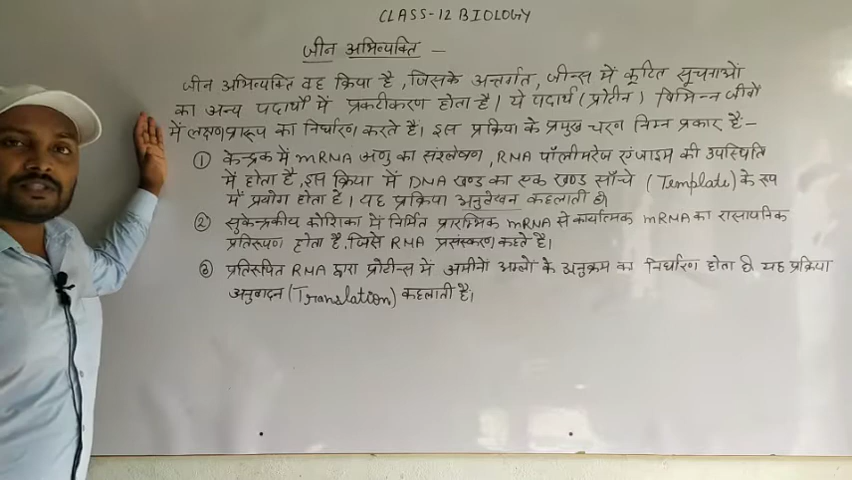 CLASS-12 BIOLOGY
जीन अभिव्यक्ति -
जीन अभिव्यक्ति वह क्रिया है, जिसके अन्तर्गत, जीन्स में कूटित सूचनाओं
का अन्य पदार्थों में प्रकटीकरण होता है। ये पदार्थ (प्रोटीन) विभिन्न जीवों
में लक्षण प्रारूप का निर्धारण करते है। इस प्रक्रिया के प्रमुख चरण निम्न प्रकार हैं-
① केन्द्रक में mRNA अणु का संश्लेषण, RNA पॉलीमरेज एंजाइम की उपस्थिति
में होता है, इस क्रिया में DNA खण्ड का एक खण्ड साँचे (Template) के रूप
में प्रयोग होता है। यह प्रक्रिया अनुलेखन कहलाती है।
② सुकेन्द्रकीय कोशिका में निर्मित प्रारम्भिक mRNA से कार्यात्मक mRNA का रासायनिक
प्रतिरूपण होता है, जिसे RNA प्रसंस्करण कहते है।
③ प्रतिरूपित RNA द्वारा प्रोटीन्स में अमीनो अम्लों के अनुक्रम का निर्धारण होता है यह प्रक्रिया
अनुवादन (Translation) कहलाती है।